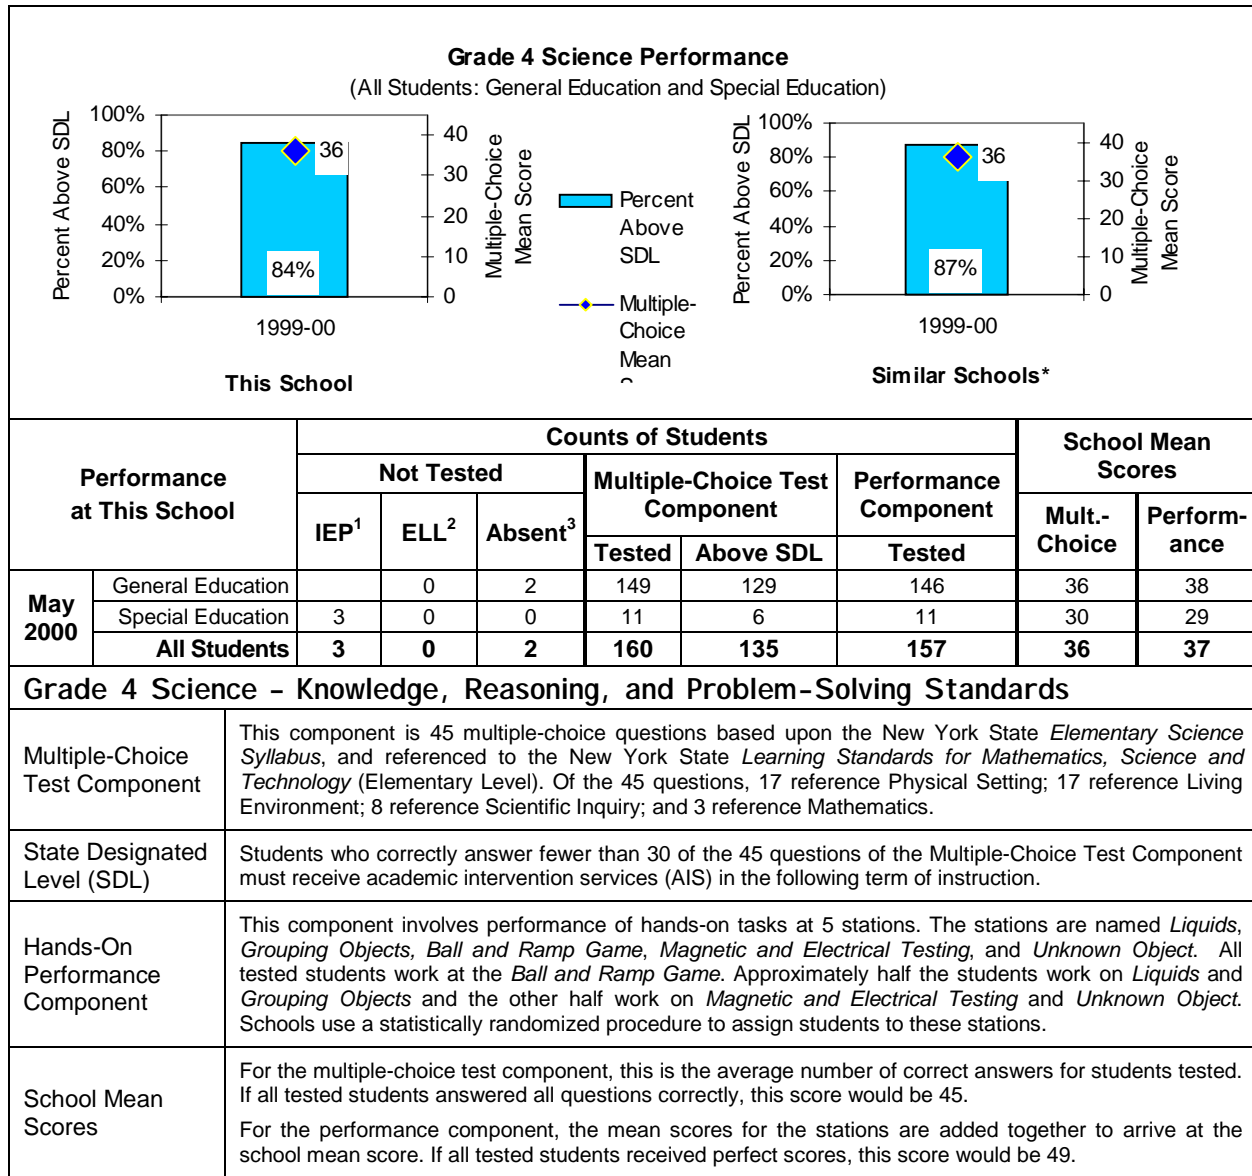 Grade 4 Science Performance
(All Students: General Education and Special Education)
Percent Above SDL
100%
80%
60%
40%
20%
0%
36
84%
40
30
20
10
0
Multiple-Choice
Mean Score
1999-00
This School
Percent
Above
SDL
Multiple-
Choice
Mean
Percent Above SDL
100%
80%
60%
40%
20%
0%
36
87%
40
30
20
10
0
Multiple-Choice
Mean Score
1999-00
Similar Schools*
Performance
at This School
Counts of Students
School Mean
Scores
Not Tested
Multiple-Choice Test
Component
Performance
Component
IEP1
ELL2
Absent3
Tested
Above SDL
Tested
Mult.-
Choice
Perform-
ance
May
2000
General Education 0 2 149 129 146 36 38
Special Education 3 0 0 11 6 11 30 29
All Students 3 0 2 160 135 157 36 37
Grade 4 Science – Knowledge, Reasoning, and Problem-Solving Standards
Multiple-Choice
Test Component
This component is 45 multiple-choice questions based upon the New York State Elementary Science
Syllabus, and referenced to the New York State Learning Standards for Mathematics, Science and
Technology (Elementary Level). Of the 45 questions, 17 reference Physical Setting; 17 reference Living
Environment; 8 reference Scientific Inquiry; and 3 reference Mathematics.
State Designated
Level (SDL)
Students who correctly answer fewer than 30 of the 45 questions of the Multiple-Choice Test Component
must receive academic intervention services (AIS) in the following term of instruction.
Hands-On
Performance
Component
This component involves performance of hands-on tasks at 5 stations. The stations are named Liquids,
Grouping Objects, Ball and Ramp Game, Magnetic and Electrical Testing, and Unknown Object. All
tested students work at the Ball and Ramp Game. Approximately half the students work on Liquids and
Grouping Objects and the other half work on Magnetic and Electrical Testing and Unknown Object.
Schools use a statistically randomized procedure to assign students to these stations.
School Mean
Scores
For the multiple-choice test component, this is the average number of correct answers for students tested.
If all tested students answered all questions correctly, this score would be 45.
For the performance component, the mean scores for the stations are added together to arrive at the
school mean score. If all tested students received perfect scores, this score would be 49.